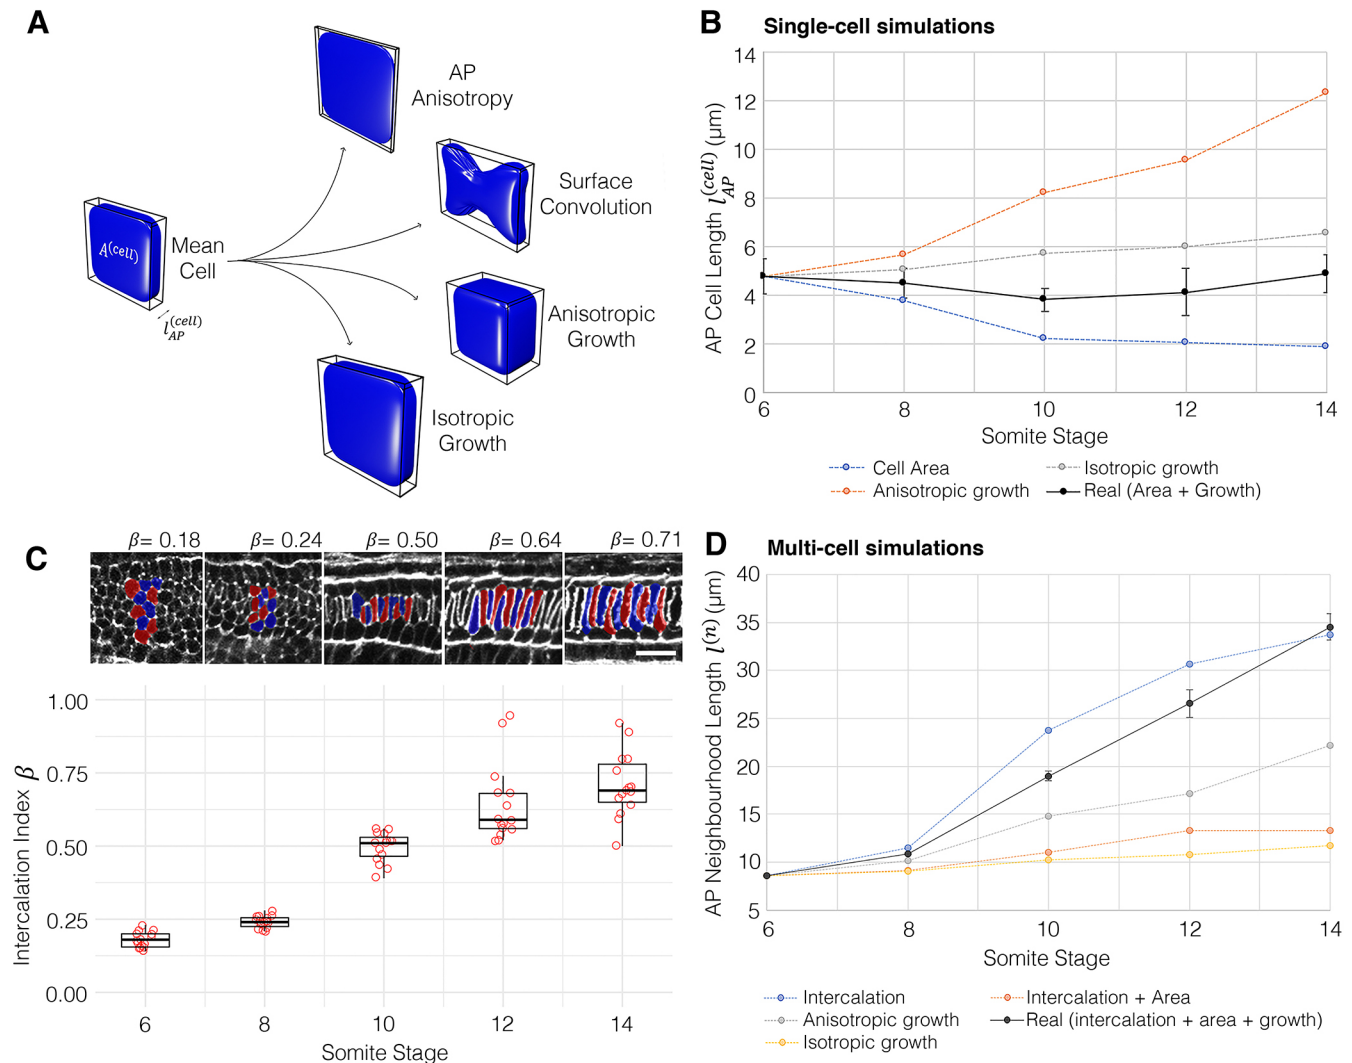 A
AP
Anisotropy
Surface
Convolution
A(cell)
Mean
Cell
l(cell)AP
Anisotropic
Growth
Isotropic
Growth
B Single-cell simulations
AP Cell Length l(cell)AP (μm)
14
12
10
8
6
4
2
0
6 8 10 12 14
Somite Stage
Cell Area Isotropic growth
Anisotropic growth Real (Area + Growth)
C
β= 0.18 β= 0.24 β= 0.50 β= 0.64 β= 0.71
Intercalation Index β
1.00
0.75
0.50
0.25
0.00
6 8 10 12 14
Somite Stage
D Multi-cell simulations
AP Neighbourhood Length l(n) (μm)
40
35
30
25
20
15
10
5
6 8 10 12 14
Somite Stage
Intercalation Intercalation + Area
Anisotropic growth Real (intercalation + area + growth)
Isotropic growth